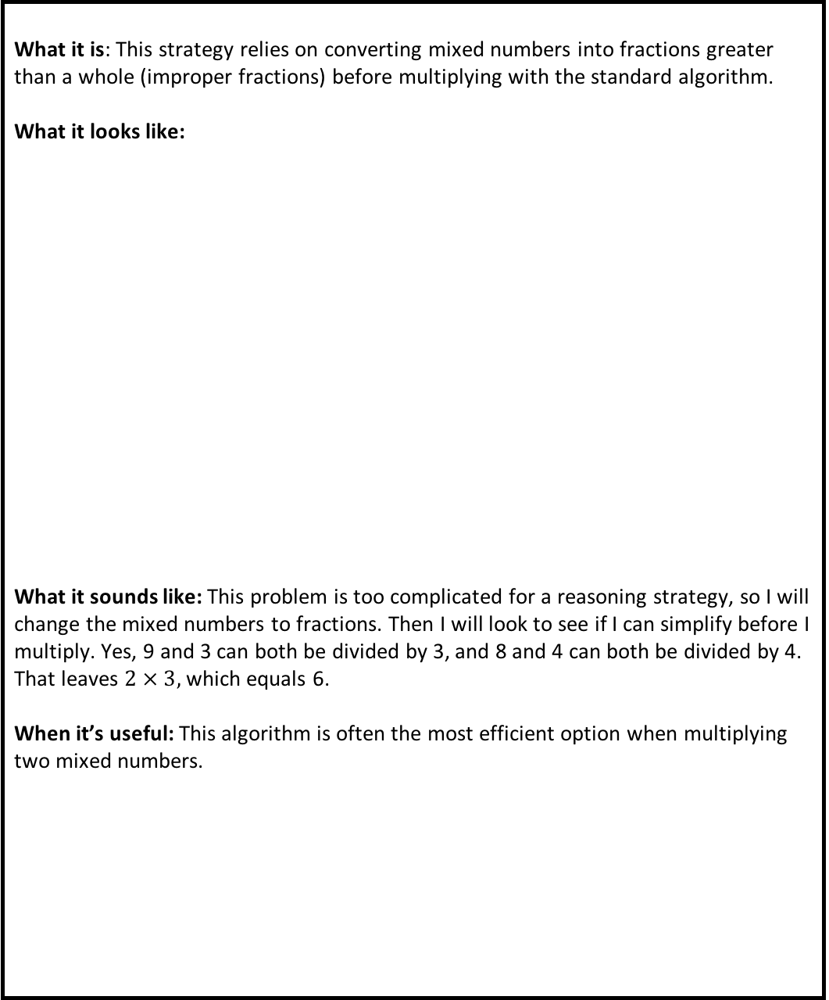 What it is: This strategy relies on converting mixed numbers into fractions greater
than a whole (improper fractions) before multiplying with the standard algorithm.
What it looks like:
What it sounds like: This problem is too complicated for a reasoning strategy, so I will
change the mixed numbers to fractions. Then I will look to see if I can simplify before I
multiply. Yes, 9 and 3 can both be divided by 3, and 8 and 4 can both be divided by 4.
That leaves 2 × 3, which equals 6.
When it’s useful: This algorithm is often the most efficient option when multiplying
two mixed numbers.